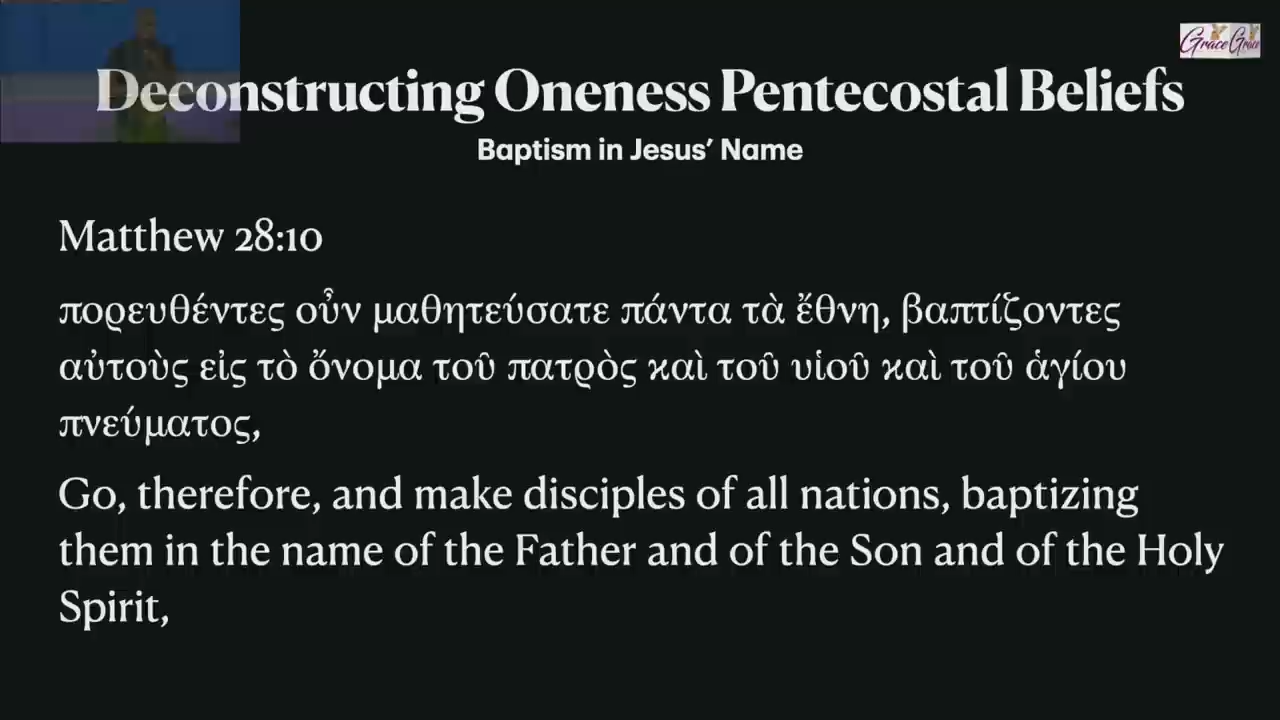 Grace Grace
Deconstructing Oneness Pentecostal Beliefs
Baptism in Jesus’ Name
Matthew 28:10
πορευθέντες οὖν μαθητεύσατε πάντα τὰ ἔθνη, βαπτίζοντες
αὐτοὺς εἰς τὸ ὄνομα τοῦ πατρὸς καὶ τοῦ υἱοῦ καὶ τοῦ ἁγίου
πνεύματος,
Go, therefore, and make disciples of all nations, baptizing
them in the name of the Father and of the Son and of the Holy
Spirit,